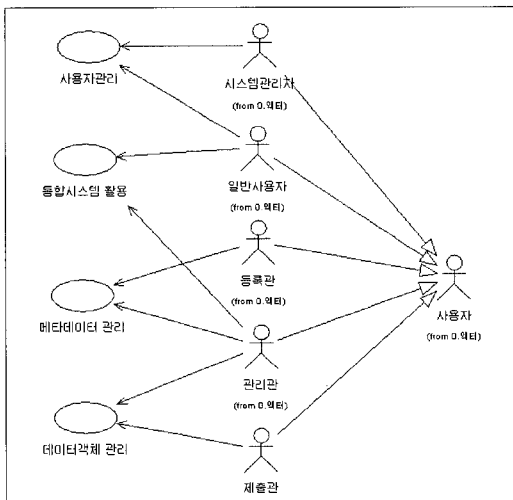 사용자관리
시스템관리자
(from 0.액터)
통합시스템 활용
일반사용자
(from 0.액터)
등록관
(from 0.액터)
사용자
(from 0.액터)
메타데이터 관리
관리관
(from 0.액터)
데이터객체 관리
제출관